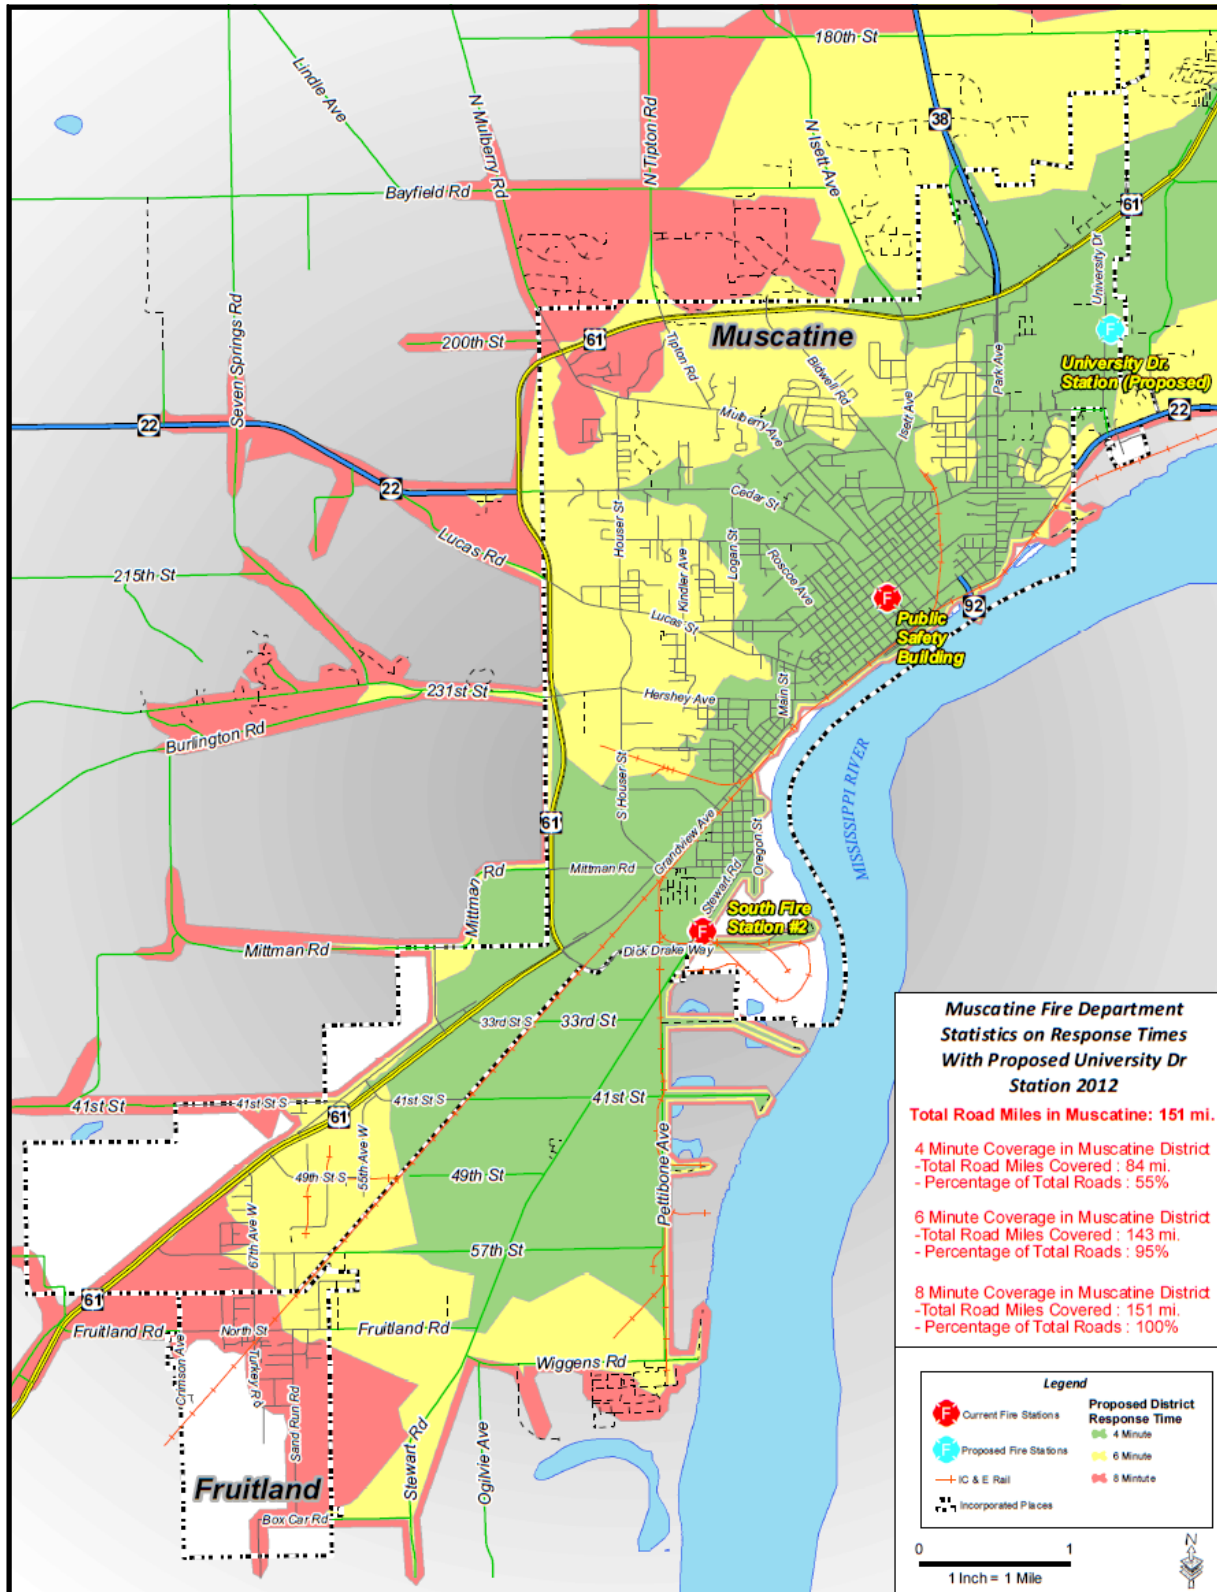 180th St
Lindle Ave
N Mulberry Rd
N Tipton Rd
N Isett Ave
38
Bayfield Rd
61
University Dr
Seven Springs Rd
200th St
61
Muscatine
F
Tipton Rd
Bidwell Rd
Park Ave
University Dr.
Station (Proposed)
22
22
Mulberry Ave
Isett Ave
22
Cedar St
Houser St
Lucas Rd
Logan St
Roscoe Ave
Kindler Ave
215th St
F
92
Public
Safety
Building
Lucas St
231st St
Hershey Ave
Main St
Burlington Rd
MISSISSIPPI RIVER
S Houser St
61
Grandview Ave
Oregon St
Mittman Rd
Mittman Rd
Stewart Rd
South Fire
Station #2
F
Mittman Rd
Dick Drake Way
33rd St S
33rd St
41st St
41st St S
41st St S
41st St
61
55th Ave W
49th St S
49th St
Pettibone Ave
67th Ave W
57th St
61
Fruitland Rd
North St
Fruitland Rd
Crimson Ave
Turkey Rd
Wiggens Rd
Sand Run Rd
Stewart Rd
Ogilvie Ave
Fruitland
Box Car Rd
Muscatine Fire Department
Statistics on Response Times
With Proposed University Dr
Station 2012
Total Road Miles in Muscatine: 151 mi.
4 Minute Coverage in Muscatine District
-Total Road Miles Covered : 84 mi.
- Percentage of Total Roads : 55%
6 Minute Coverage in Muscatine District
-Total Road Miles Covered : 143 mi.
- Percentage of Total Roads : 95%
8 Minute Coverage in Muscatine District
-Total Road Miles Covered : 151 mi.
- Percentage of Total Roads : 100%
Legend
F Current Fire Stations
F Proposed Fire Stations
IC & E Rail
Incorporated Places
Proposed District
Response Time
4 Minute
6 Minute
8 Mintute
0 1
1 Inch = 1 Mile
N